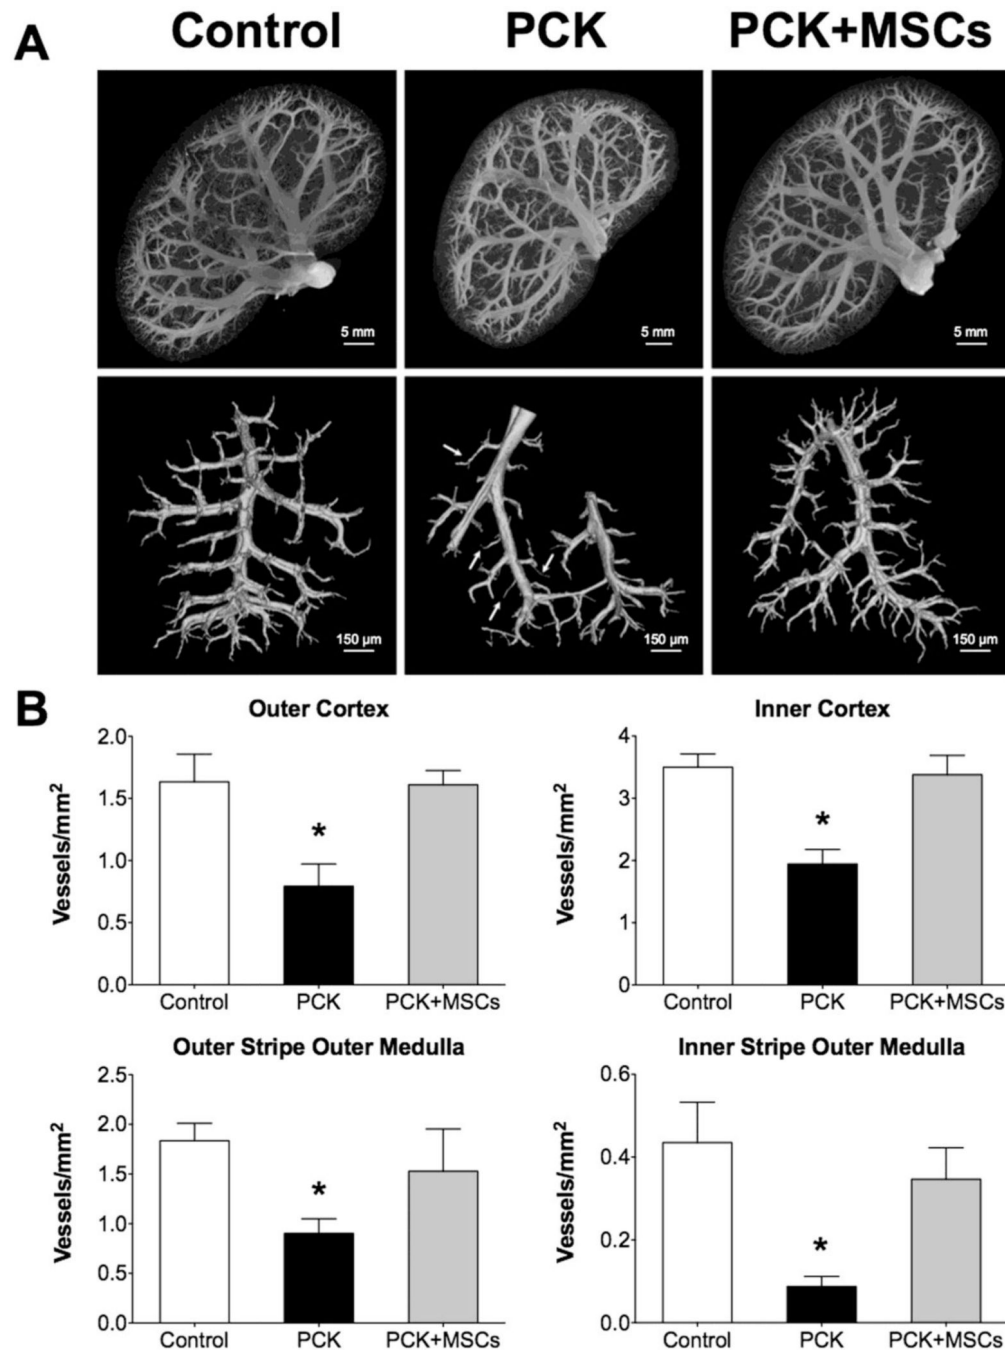 A
Control PCK PCK+MSCs
5 mm 5 mm 5 mm
150 µm 150 µm 150 µm
B
Outer Cortex
Vessels/mm²
2.0
1.5
1.0
0.5
0.0
*
Control PCK PCK+MSCs
Inner Cortex
Vessels/mm²
4
3
2
1
0
*
Control PCK PCK+MSCs
Outer Stripe Outer Medulla
Vessels/mm²
2.5
2.0
1.5
1.0
0.5
0.0
*
Control PCK PCK+MSCs
Inner Stripe Outer Medulla
Vessels/mm²
0.6
0.4
0.2
0.0
*
Control PCK PCK+MSCs